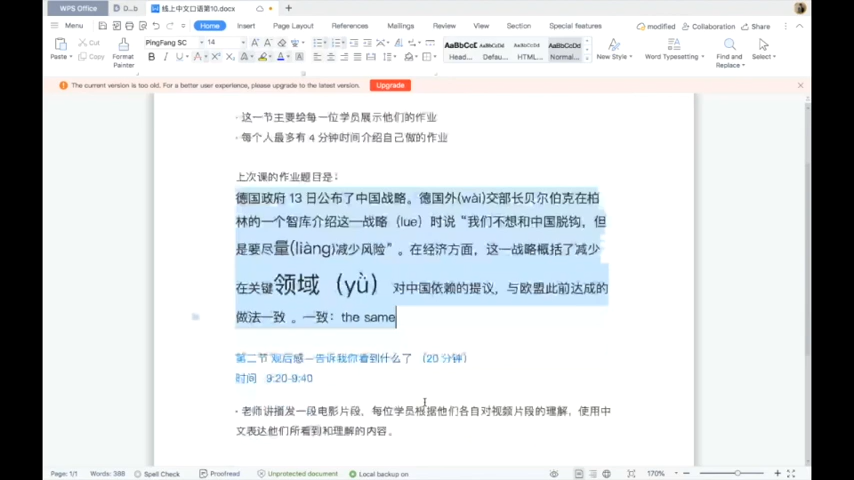 WPS Office D...b 线上中文口语第10.docx
Menu Home Insert Page Layout References Mailings Review View Section Special features modified Collaboration Share
Paste Cut Copy Format Painter PingFang SC 14 AaBbC AaBbCcDd AaBbCcDd AaBbCcDd Head... Defau... HTML... Normal... New Style Word Typesetting Find and Replace Select
The current version is too old. For a better user experience, please upgrade to the latest version. Upgrade
· 这一节主要给每一位学员展示他们的作业
· 每个人最多有 4 分钟时间介绍自己做的作业
上次课的作业题目是：
德国政府 13 日公布了中国战略。德国外(wài)交部长贝尔伯克在柏
林的一个智库介绍这一战略（lue）时说“我们不想和中国脱钩，但
是要尽量(liàng)减少风险”。在经济方面，这一战略概括了减少
在关键领域（yù）对中国依赖的提议，与欧盟此前达成的
做法一致 。一致：the same
第二节 观后感—告诉我你看到什么了 （20 分钟）
时间 9:20-9:40
· 老师讲播发一段电影片段，每位学员根据他们各自对视频片段的理解，使用中
文表达他们所看到和理解的内容。
Page: 1/1 Words: 388 Spell Check Proofread Unprotected document Local backup on 170%